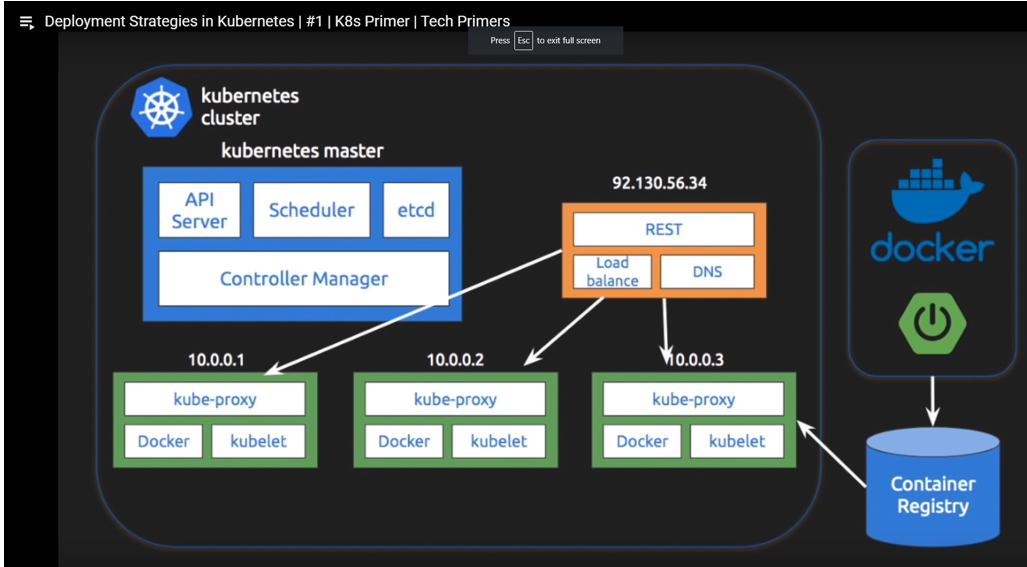 Deployment Strategies in Kubernetes | #1 | K8s Primer | Tech Primers
Press Esc to exit full screen
kubernetes
cluster
kubernetes master
API
Server
Scheduler
etcd
Controller Manager
92.130.56.34
REST
Load
balance
DNS
docker
10.0.0.1
kube-proxy
Docker
kubelet
10.0.0.2
kube-proxy
Docker
kubelet
10.0.0.3
kube-proxy
Docker
kubelet
Container
Registry